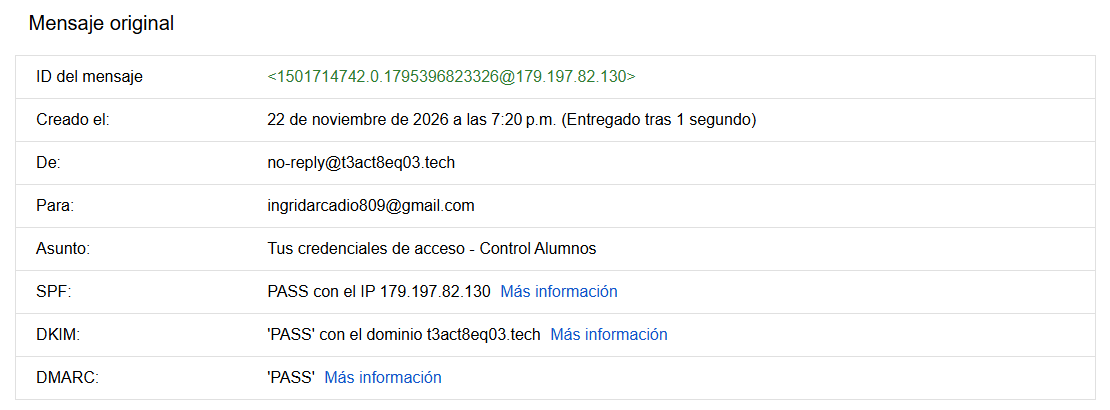 Mensaje original
ID del mensaje <1501714742.0.1795396823326@179.197.82.130>
Creado el: 22 de noviembre de 2026 a las 7:20 p.m. (Entregado tras 1 segundo)
De: no-reply@t3act8eq03.tech
Para: ingridarcadio809@gmail.com
Asunto: Tus credenciales de acceso - Control Alumnos
SPF: PASS con el IP 179.197.82.130 Más información
DKIM: 'PASS' con el dominio t3act8eq03.tech Más información
DMARC: 'PASS' Más información